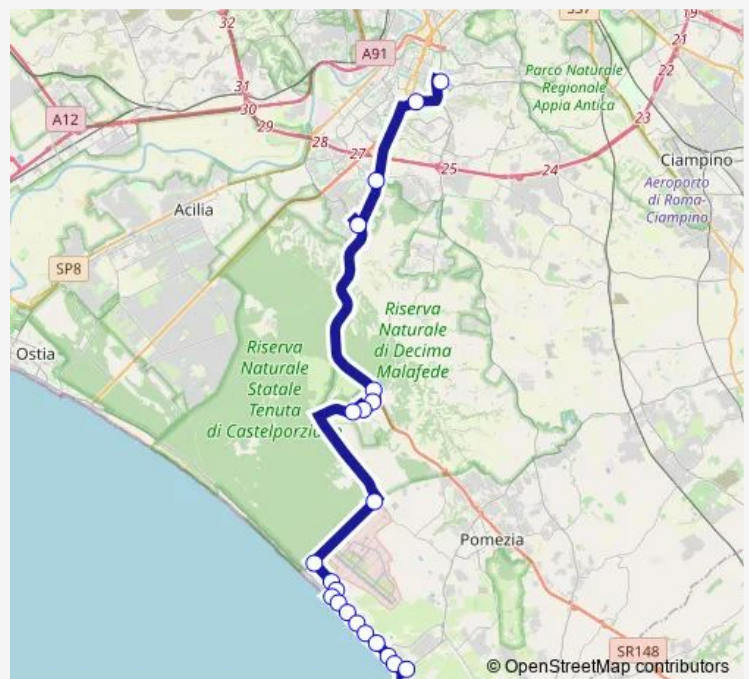 32
A91
19
21
22
Parco Naturale
Regionale
Appia Antica
31
30
A12
29
23
28
27
25
24
Ciampino
Acilia
Aeroporto
di Roma-
Ciampino
SP8
Riserva
Naturale
di Decima
Malafede
Ostia
Riserva
Naturale
Statale
Tenuta
di Castelporzia
Pomezia
SR148
© OpenStreetMap contributors